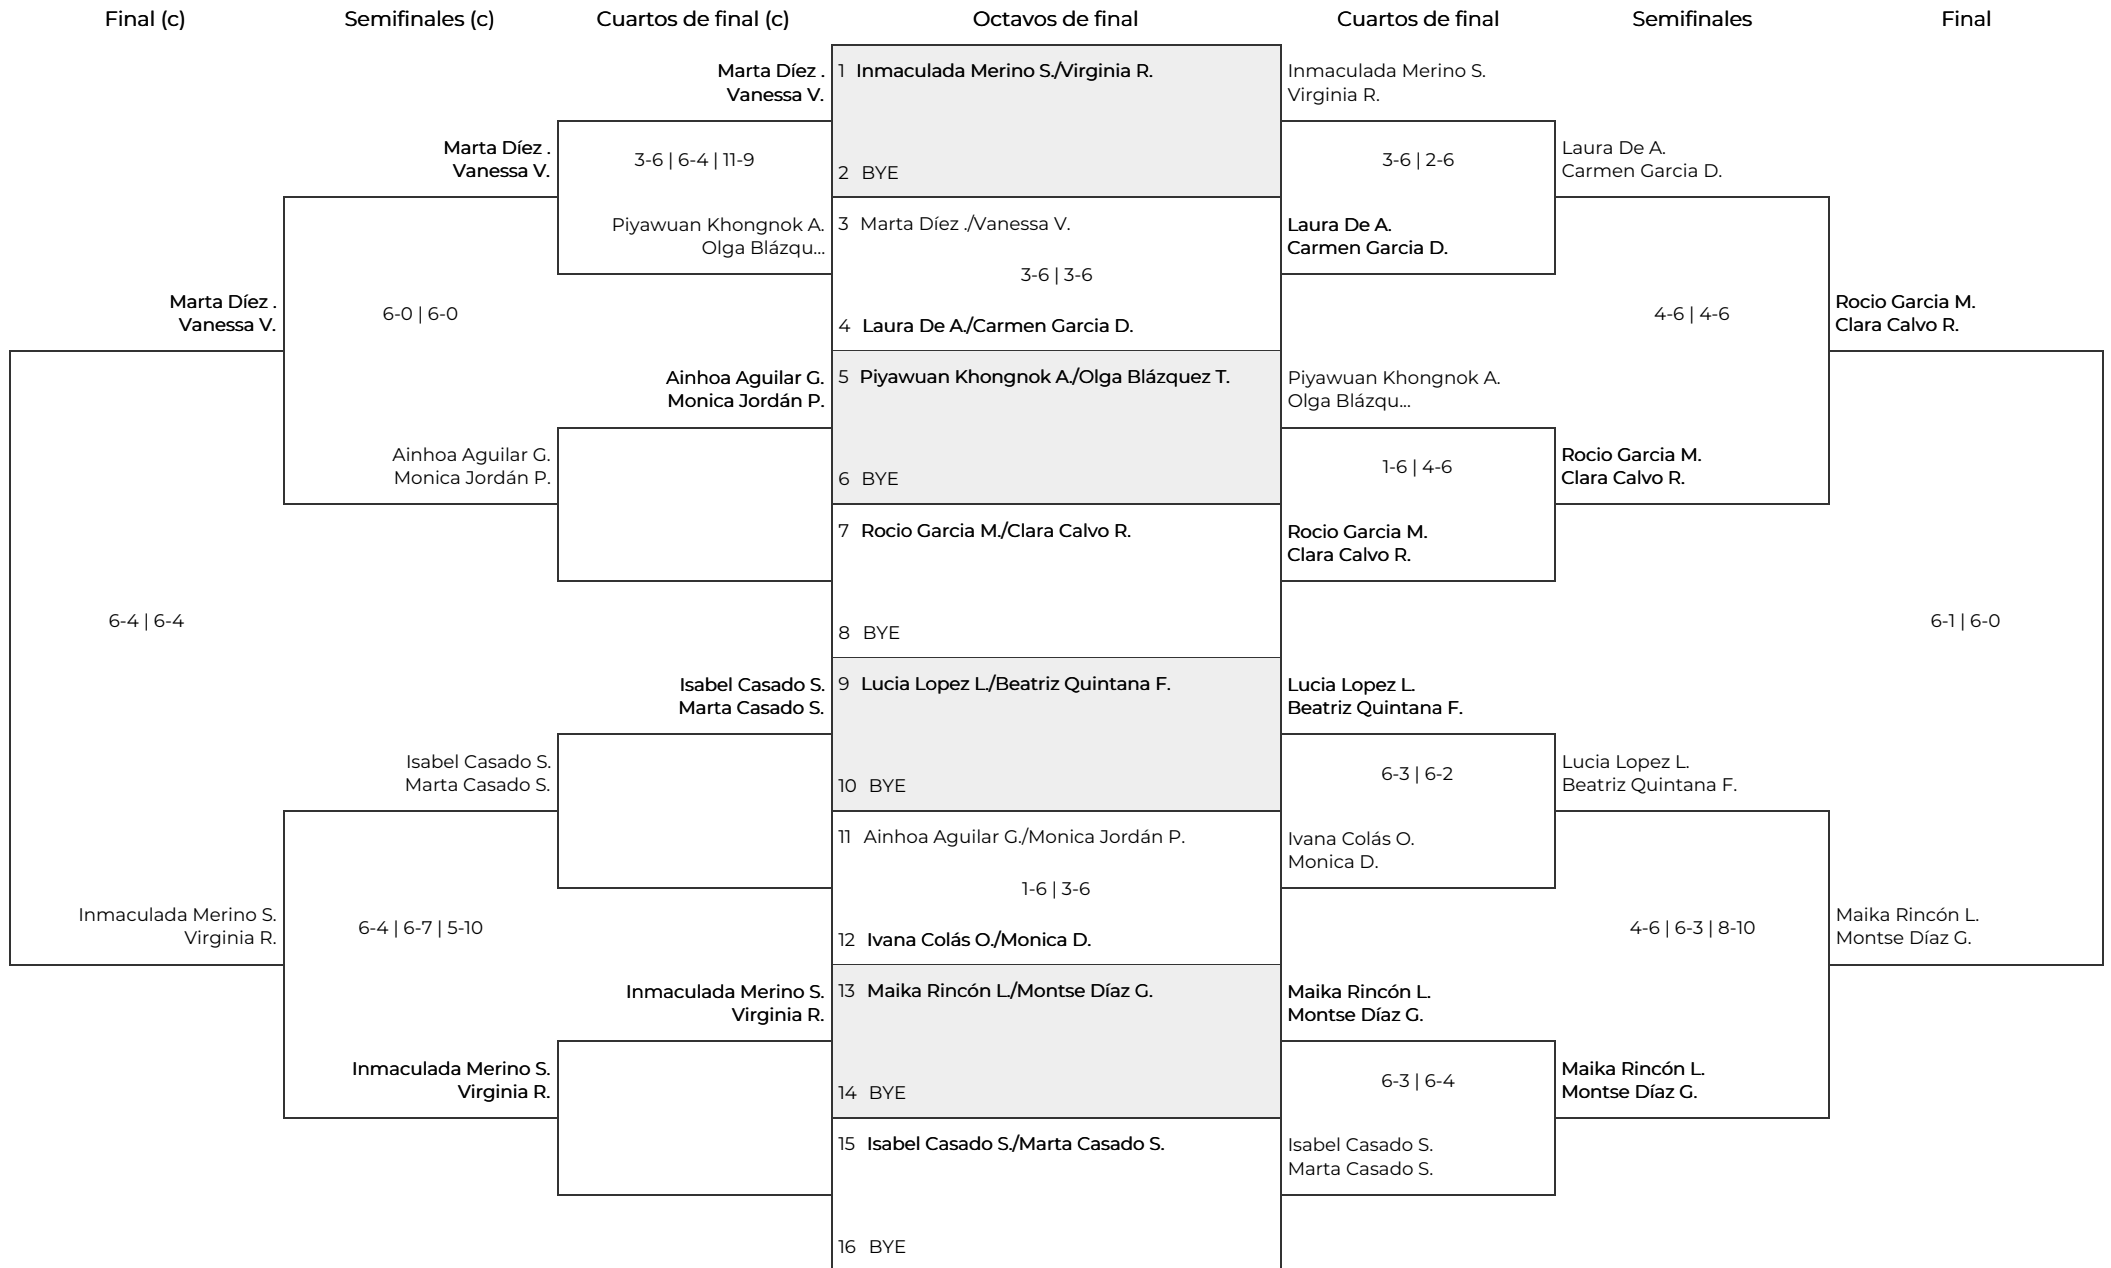 Final (c)
Semifinales (c)
Cuartos de final (c)
Octavos de final
Cuartos de final
Semifinales
Final
Marta Díez .
Vanessa V.
6-4 | 6-4
Inmaculada Merino S.
Virginia R.
Marta Díez .
Vanessa V.
6-0 | 6-0
Ainhoa Aguilar G.
Monica Jordán P.
Isabel Casado S.
Marta Casado S.
6-4 | 6-7 | 5-10
Inmaculada Merino S.
Virginia R.
Marta Díez .
Vanessa V.
3-6 | 6-4 | 11-9
Piyawuan Khongnok A.
Olga Blázqu...
Ainhoa Aguilar G.
Monica Jordán P.
Isabel Casado S.
Marta Casado S.
Inmaculada Merino S.
Virginia R.
1 Inmaculada Merino S./Virginia R.
2 BYE
3 Marta Díez ./Vanessa V.
3-6 | 3-6
4 Laura De A./Carmen Garcia D.
5 Piyawuan Khongnok A./Olga Blázquez T.
6 BYE
7 Rocio Garcia M./Clara Calvo R.
8 BYE
9 Lucia Lopez L./Beatriz Quintana F.
10 BYE
11 Ainhoa Aguilar G./Monica Jordán P.
1-6 | 3-6
12 Ivana Colás O./Monica D.
13 Maika Rincón L./Montse Díaz G.
14 BYE
15 Isabel Casado S./Marta Casado S.
16 BYE
Inmaculada Merino S.
Virginia R.
3-6 | 2-6
Laura De A.
Carmen Garcia D.
Piyawuan Khongnok A.
Olga Blázqu...
1-6 | 4-6
Rocio Garcia M.
Clara Calvo R.
Lucia Lopez L.
Beatriz Quintana F.
6-3 | 6-2
Ivana Colás O.
Monica D.
Maika Rincón L.
Montse Díaz G.
6-3 | 6-4
Isabel Casado S.
Marta Casado S.
Laura De A.
Carmen Garcia D.
4-6 | 4-6
Rocio Garcia M.
Clara Calvo R.
Lucia Lopez L.
Beatriz Quintana F.
4-6 | 6-3 | 8-10
Maika Rincón L.
Montse Díaz G.
Rocio Garcia M.
Clara Calvo R.
6-1 | 6-0
Maika Rincón L.
Montse Díaz G.